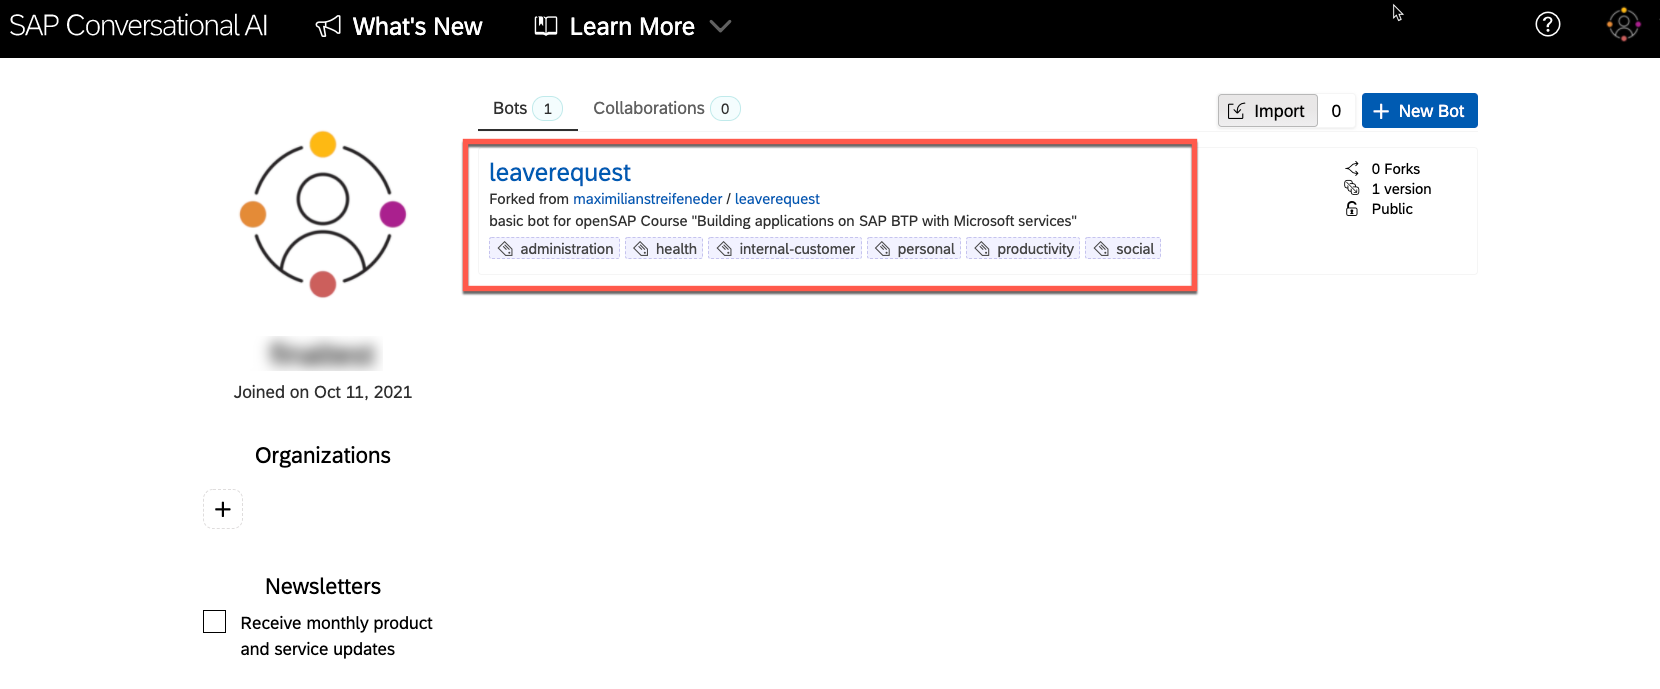 SAP Conversational AI What's New Learn More
Bots 1 Collaborations 0 Import 0 New Bot
leaverequest
Forked from maximilianstreifeneder / leaverequest
basic bot for openSAP Course "Building applications on SAP BTP with Microsoft services"
administration health internal-customer personal productivity social
0 Forks
1 version
Public
Joined on Oct 11, 2021
Organizations
+
Newsletters
Receive monthly product
and service updates